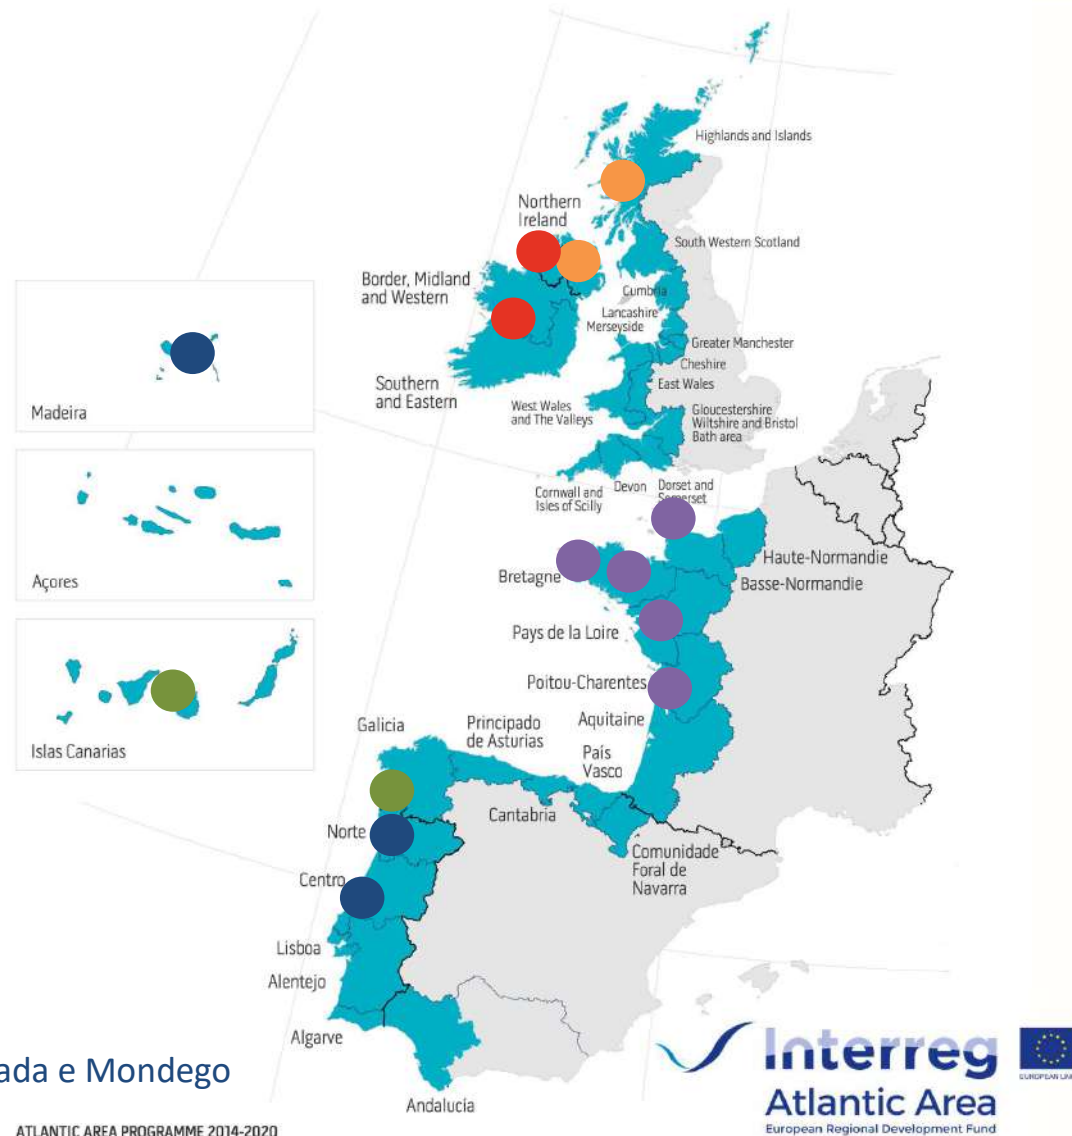 Highlands and Islands
Northern
Ireland
South Western Scotland
Border, Midland
and Western
Cumbria
Lancashire
Merseyside
Greater Manchester
Cheshire
East Wales
Southern
and Eastern
West Wales
and The Valleys
Gloucestershire
Wiltshire and Bristol
Bath area
Madeira
Cornwall and
Isles of Scilly
Devon
Dorset and
Somerset
Haute-Normandie
Bretagne
Basse-Normandie
Açores
Pays de la Loire
Poitou-Charentes
Aquitaine
Galicia
Principado
de Asturias
País
Vasco
Islas Canarias
Cantabria
Norte
Comunidade
Foral de
Navarra
Centro
Lisboa
Alentejo
Algarve
Andalucía
ada e Mondego
ATLANTIC AREA PROGRAMME 2014-2020
Interreg
Atlantic Area
European Regional Development Fund